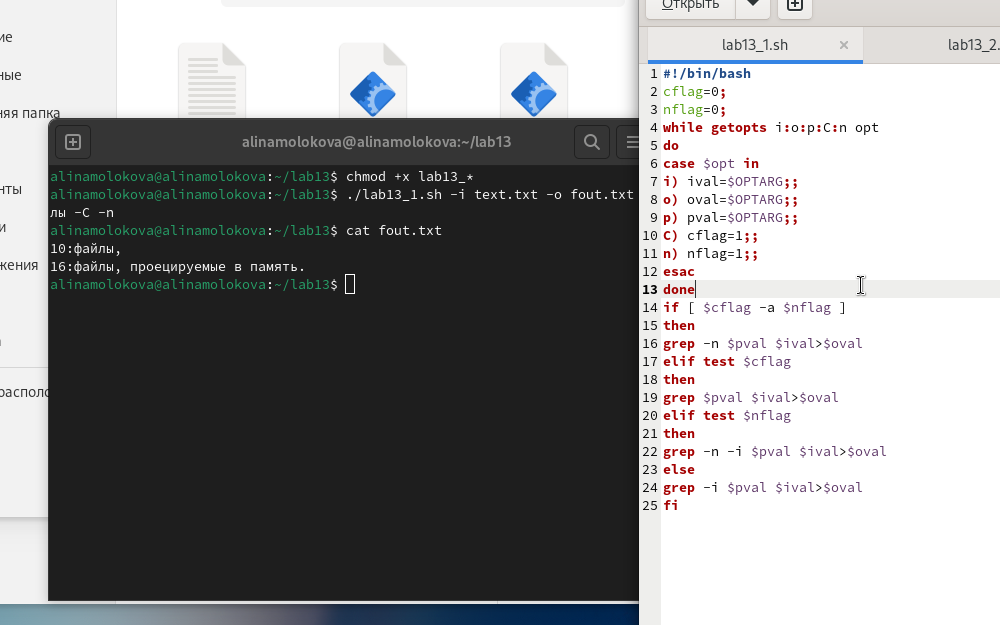 ие
ные
няя папка
нты
и
жения
располо
alinamolokova@alinamolokova:~/lab13
alinamolokova@alinamolokova:~/lab13$ chmod +x lab13_*
alinamolokova@alinamolokova:~/lab13$ ./lab13_1.sh -i text.txt -o fout.txt
лы -C -n
alinamolokova@alinamolokova:~/lab13$ cat fout.txt
10:файлы,
16:файлы, проецируемые в память.
alinamolokova@alinamolokova:~/lab13$
Открыть
lab13_1.sh × lab13_2.
1 #!/bin/bash
2 cflag=0;
3 nflag=0;
4 while getopts i:o:p:C:n opt
5 do
6 case $opt in
7 i) ival=$OPTARG;;
8 o) oval=$OPTARG;;
9 p) pval=$OPTARG;;
10 C) cflag=1;;
11 n) nflag=1;;
12 esac
13 done
14 if [ $cflag -a $nflag ]
15 then
16 grep -n $pval $ival>$oval
17 elif test $cflag
18 then
19 grep $pval $ival>$oval
20 elif test $nflag
21 then
22 grep -n -i $pval $ival>$oval
23 else
24 grep -i $pval $ival>$oval
25 fi